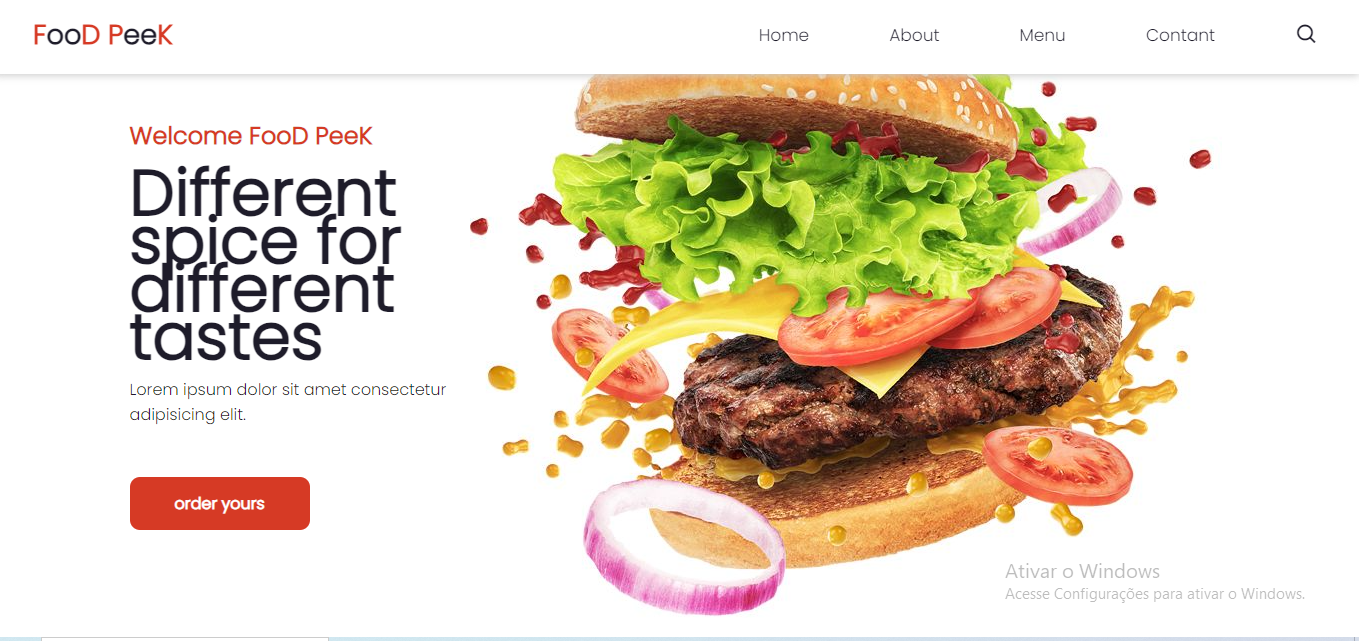 FooD PeeK
Home About Menu Contant
Welcome FooD PeeK
Different
spice for
different
tastes
Lorem ipsum dolor sit amet consectetur
adipisicing elit.
order yours
Ativar o Windows
Acesse Configurações para ativar o Windows.